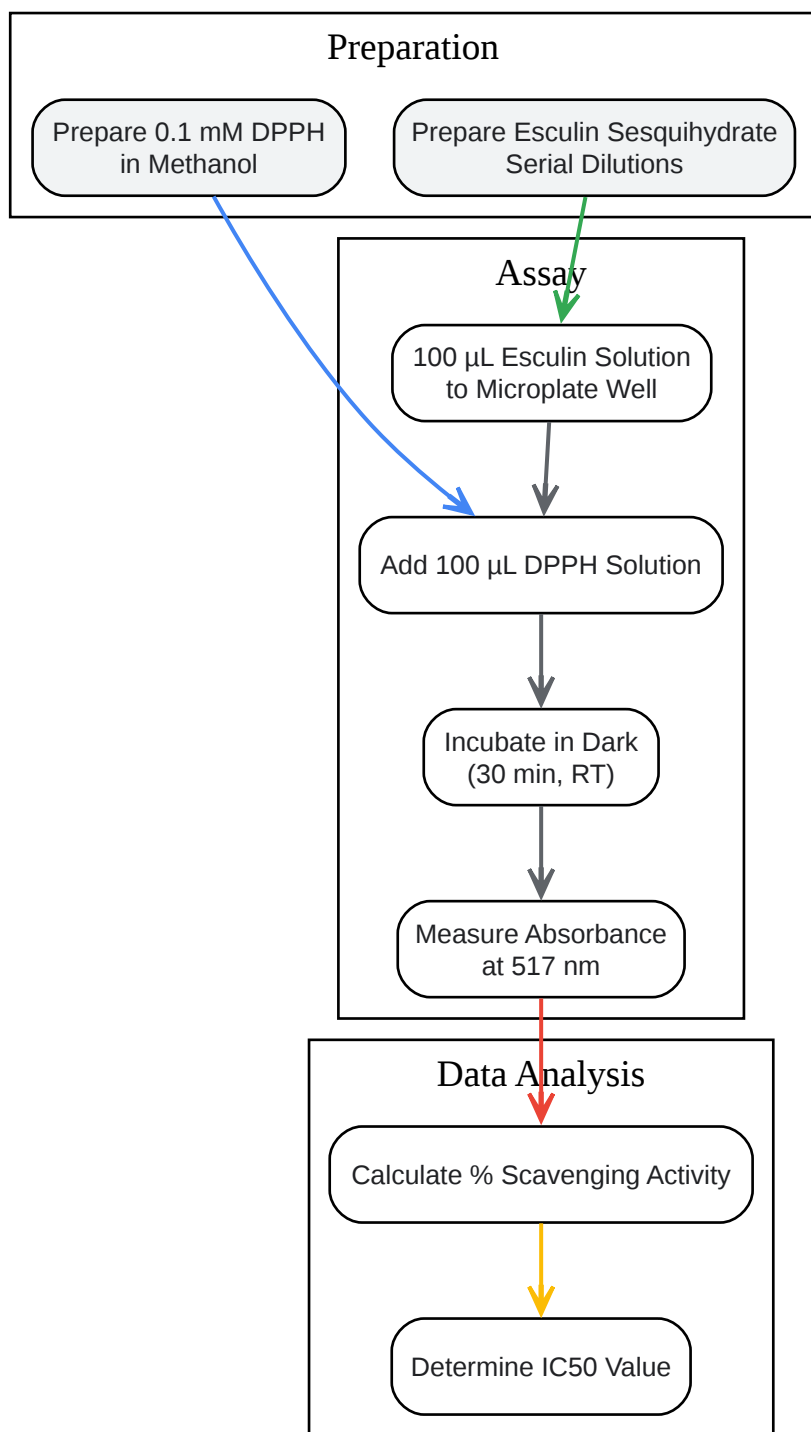 Preparation
Prepare 0.1 mM DPPH
in Methanol
Prepare Esculin Sesquihydrate
Serial Dilutions
Assay
100 µL Esculin Solution
to Microplate Well
Add 100 µL DPPH Solution
Incubate in Dark
(30 min, RT)
Measure Absorbance
at 517 nm
Data Analysis
Calculate % Scavenging Activity
Determine IC50 Value